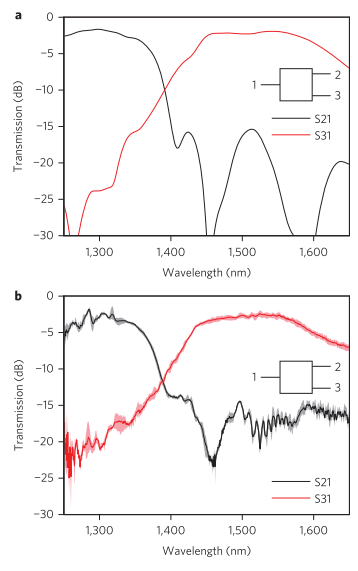 a
0
−5
−10
−15
−20
−25
−30
Transmission (dB)
1 2
3
S21
S31
1,300 1,400 1,500 1,600
Wavelength (nm)
b
0
−5
−10
−15
−20
−25
−30
Transmission (dB)
1 2
3
S21
S31
1,300 1,400 1,500 1,600
Wavelength (nm)